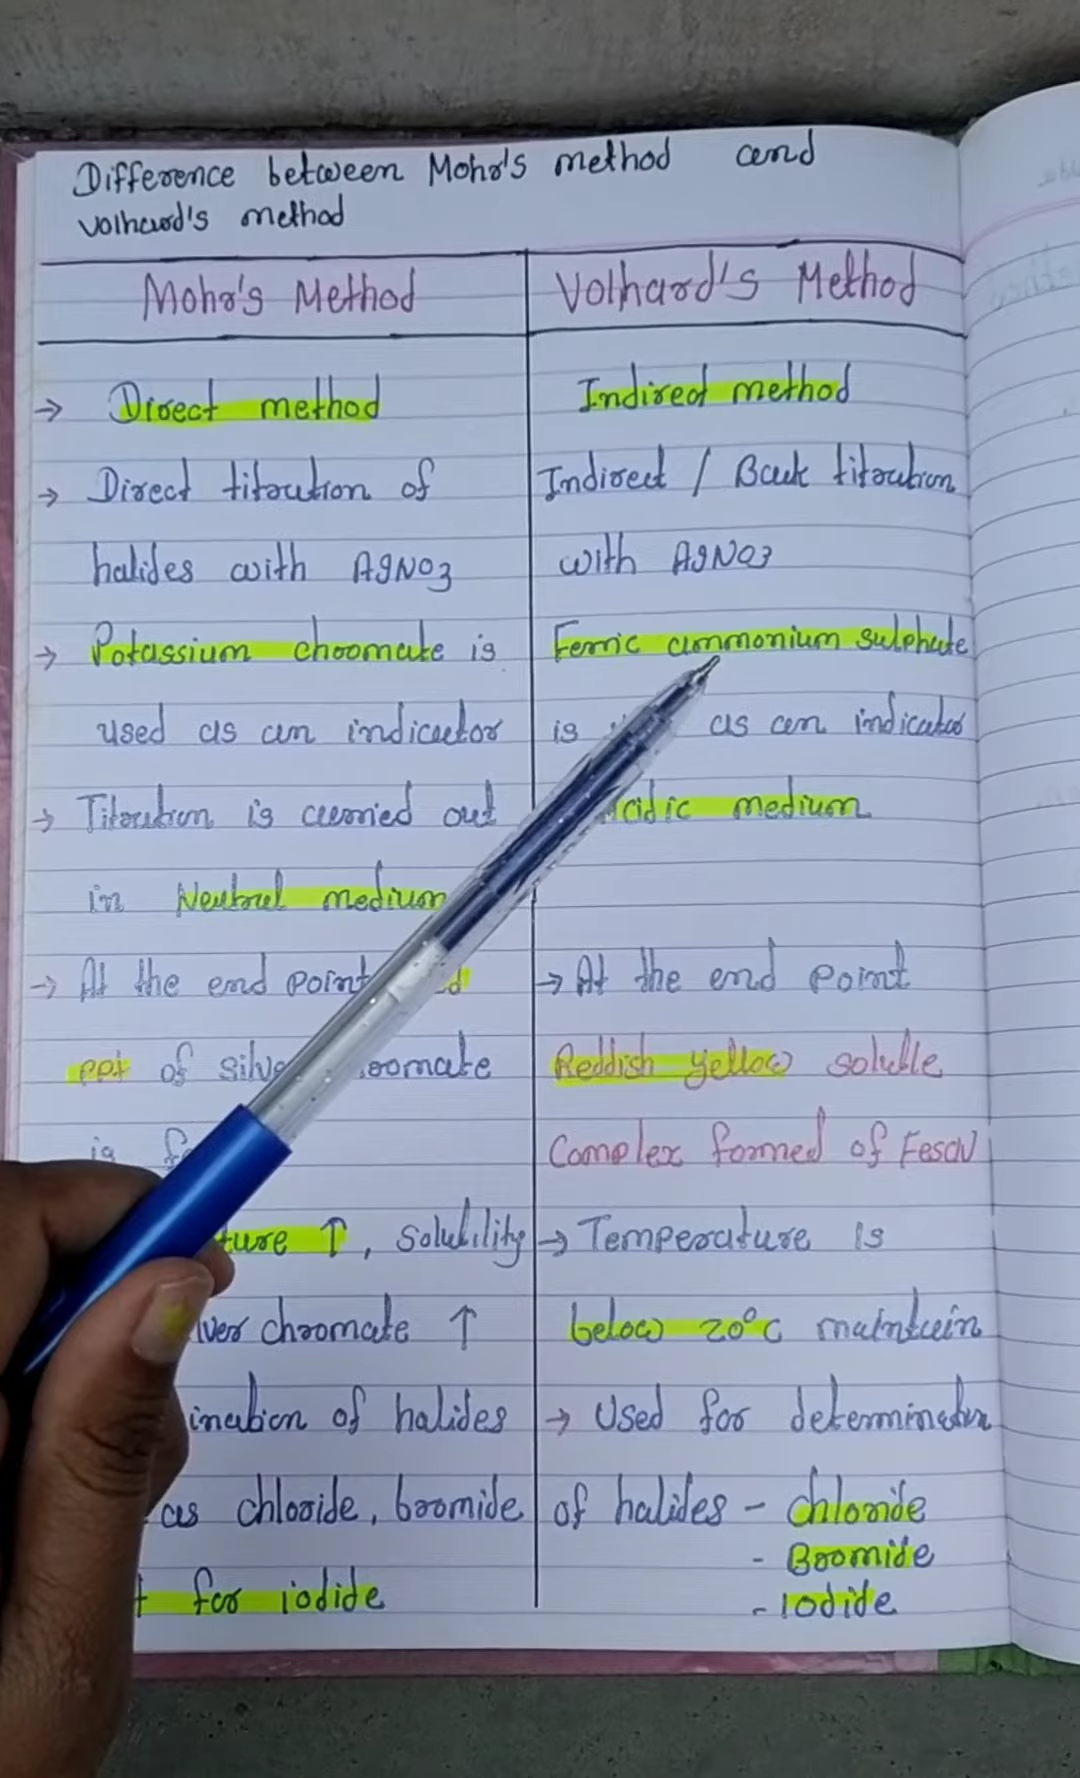 Difference between Mohr's method and
volhard's method
Mohr's Method
Volhard's Method
→ Direct method
Indirect method
→ Direct titration of
Indirect / Back titration
halides with AgNO3
with AgNO3
→ Potassium chromate is
Ferric ammonium sulphate
used as an indicator
is as an indicator
→ Titration is carried out
medium
in Neutral medium
→ At the end point
→ At the end point
ppt of
Reddish yellow soluble
Complex formed of FeSCN
, Solubility
→ Temperature is
chromate ↑
below 20°C maintain
of halides
→ Used for determination
as chloride, bromide
of halides - chloride
- Bromide
for iodide
- iodide